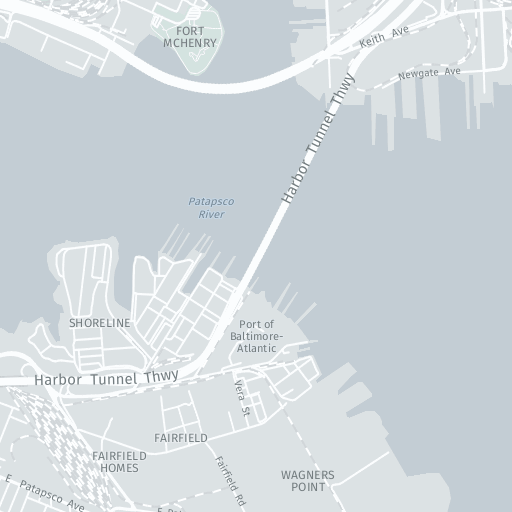 FORT
MCHENRY
Keith Ave
Newgate Ave
Harbor Tunnel Thwy
Patapsco
River
SHORELINE
Port of
Baltimore-
Atlantic
Harbor Tunnel Thwy
Vera St
FAIRFIELD
FAIRFIELD
HOMES
Fairfield Rd
WAGNERS
POINT
E Patapsco Ave